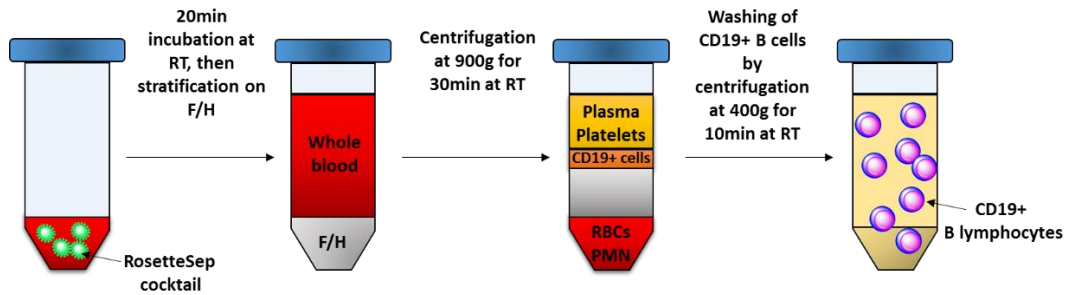 20min
incubation at
RT, then
stratification on
F/H
Centrifugation
at 900g for
30min at RT
Washing of
CD19+ B cells
by
centrifugation
at 400g for
10min at RT
Whole
blood
F/H
Plasma
Platelets
CD19+ cells
RBCs
PMN
RosetteSep
cocktail
CD19+
B lymphocytes